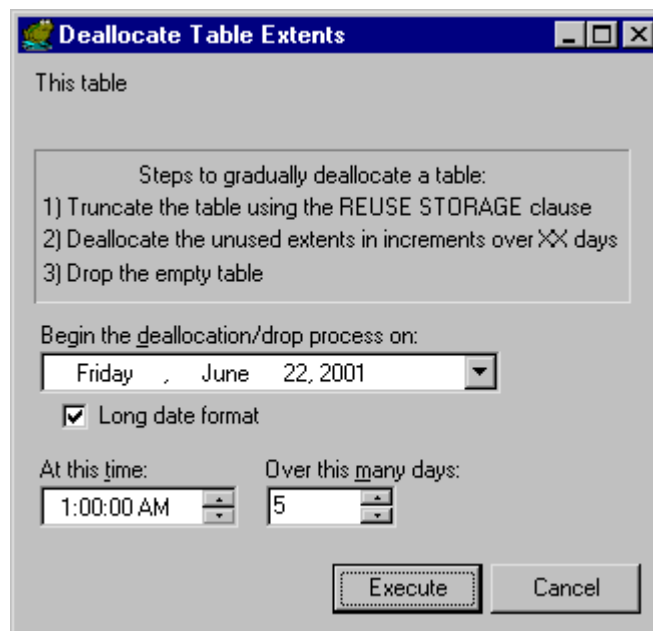 Deallocate Table Extents
This table
Steps to gradually deallocate a table:
1) Truncate the table using the REUSE STORAGE clause
2) Deallocate the unused extents in increments over XX days
3) Drop the empty table
Begin the deallocation/drop process on:
Friday , June 22, 2001
Long date format
At this time: Over this many days:
1:00:00 AM 5
Execute Cancel